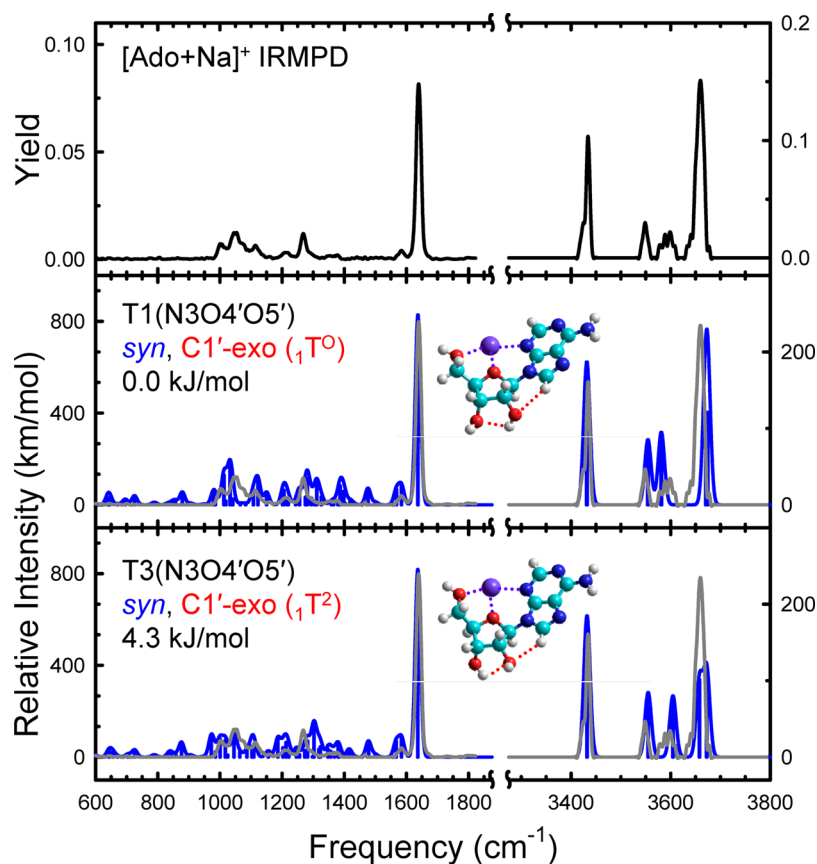 0.10
0.2
[Ado+Na]⁺ IRMPD
Yield
0.05
0.1
0.00
0.0
T1(N3O4′O5′)
syn, C1′-exo (₁Tᴼ)
0.0 kJ/mol
800
200
400
0
0
Relative Intensity (km/mol)
T3(N3O4′O5′)
syn, C1′-exo (₁T²)
4.3 kJ/mol
800
200
400
0
0
600 800 1000 1200 1400 1600 1800 3400 3600 3800
Frequency (cm⁻¹)